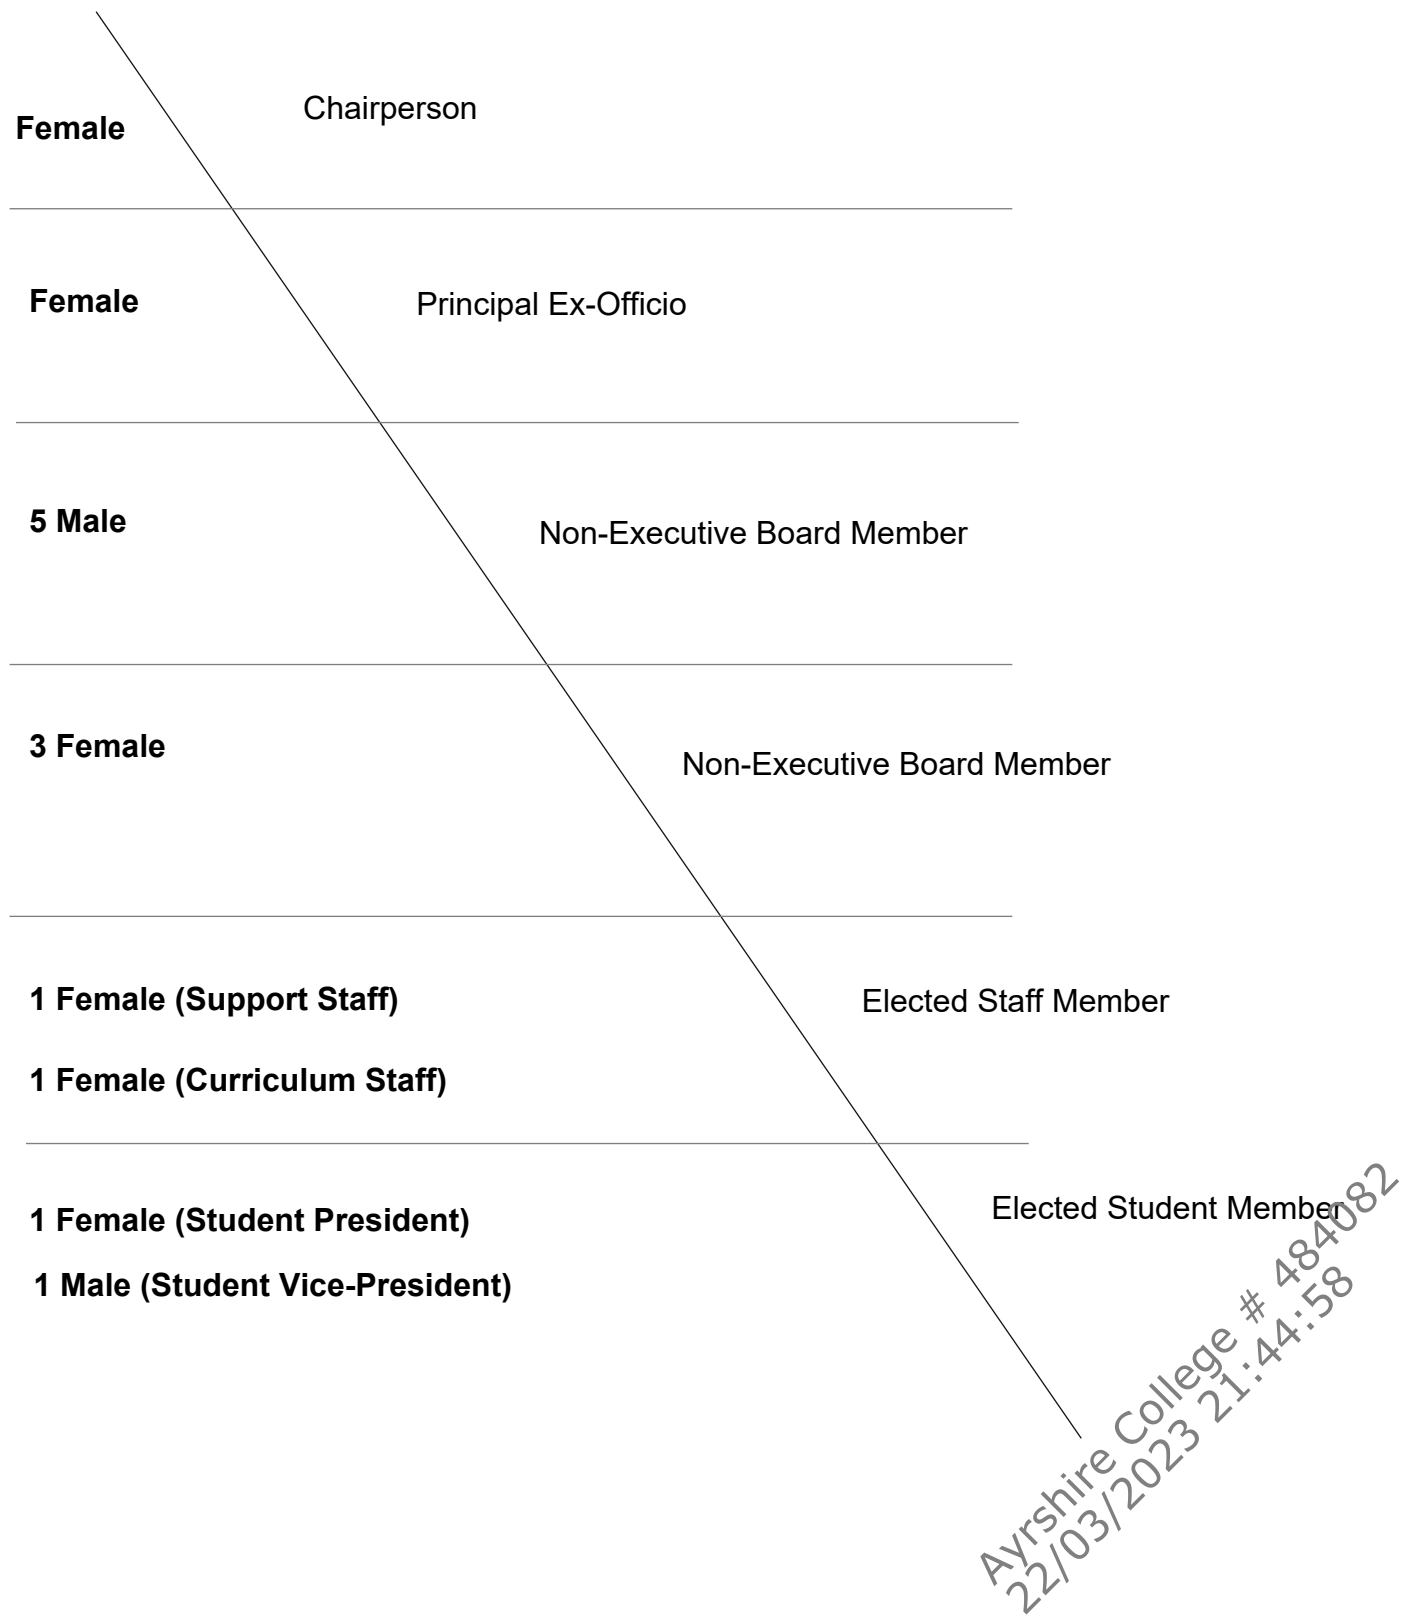 Chairperson
Female
Female
Principal Ex-Officio
5 Male
Non-Executive Board Member
3 Female
Non-Executive Board Member
1 Female (Support Staff)
Elected Staff Member
1 Female (Curriculum Staff)
Elected Student Member
1 Female (Student President)
1 Male (Student Vice-President)
Ayrshire College # 484082
22/03/2023 21:44:58